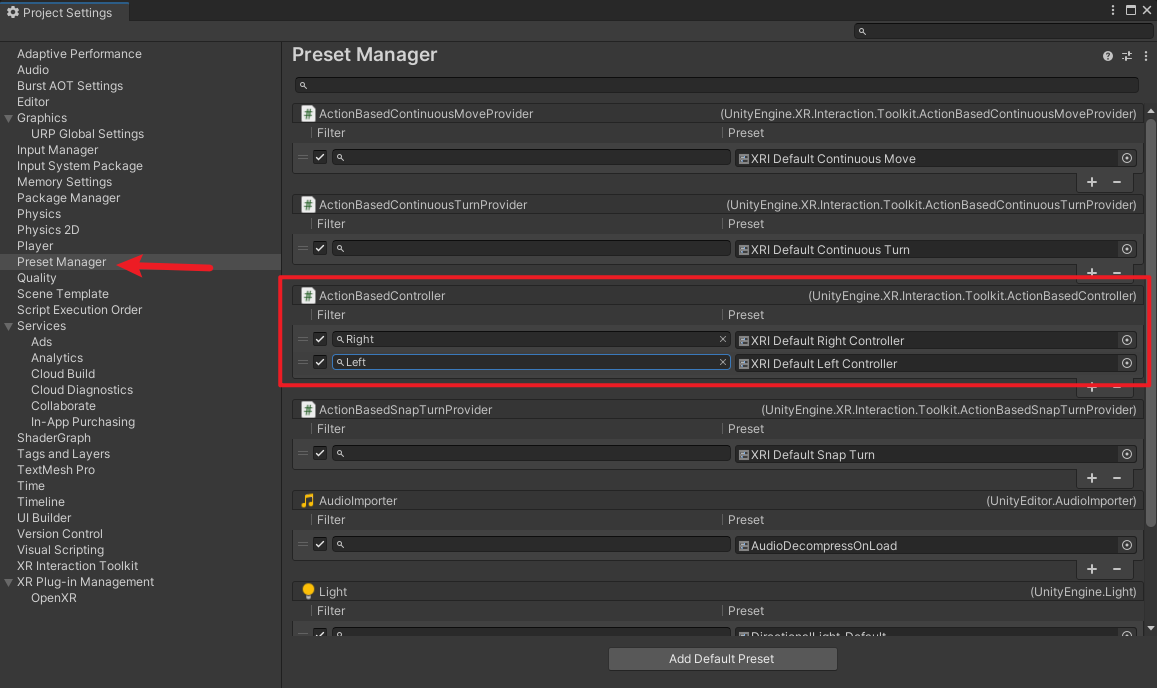 Project Settings
Adaptive Performance
Audio
Burst AOT Settings
Editor
Graphics
URP Global Settings
Input Manager
Input System Package
Memory Settings
Package Manager
Physics
Physics 2D
Player
Preset Manager
Quality
Scene Template
Script Execution Order
Services
Ads
Analytics
Cloud Build
Cloud Diagnostics
Collaborate
In-App Purchasing
ShaderGraph
Tags and Layers
TextMesh Pro
Time
Timeline
UI Builder
Version Control
Visual Scripting
XR Interaction Toolkit
XR Plug-in Management
OpenXR
Preset Manager
ActionBasedContinuousMoveProvider (UnityEngine.XR.Interaction.Toolkit.ActionBasedContinuousMoveProvider)
Filter Preset
XRI Default Continuous Move
ActionBasedContinuousTurnProvider (UnityEngine.XR.Interaction.Toolkit.ActionBasedContinuousTurnProvider)
Filter Preset
XRI Default Continuous Turn
ActionBasedController (UnityEngine.XR.Interaction.Toolkit.ActionBasedController)
Filter Preset
Right XRI Default Right Controller
Left XRI Default Left Controller
ActionBasedSnapTurnProvider (UnityEngine.XR.Interaction.Toolkit.ActionBasedSnapTurnProvider)
Filter Preset
XRI Default Snap Turn
AudioImporter (UnityEditor.AudioImporter)
Filter Preset
AudioDecompressOnLoad
Light (UnityEngine.Light)
Filter Preset
DirectionalLight-Default
Add Default Preset